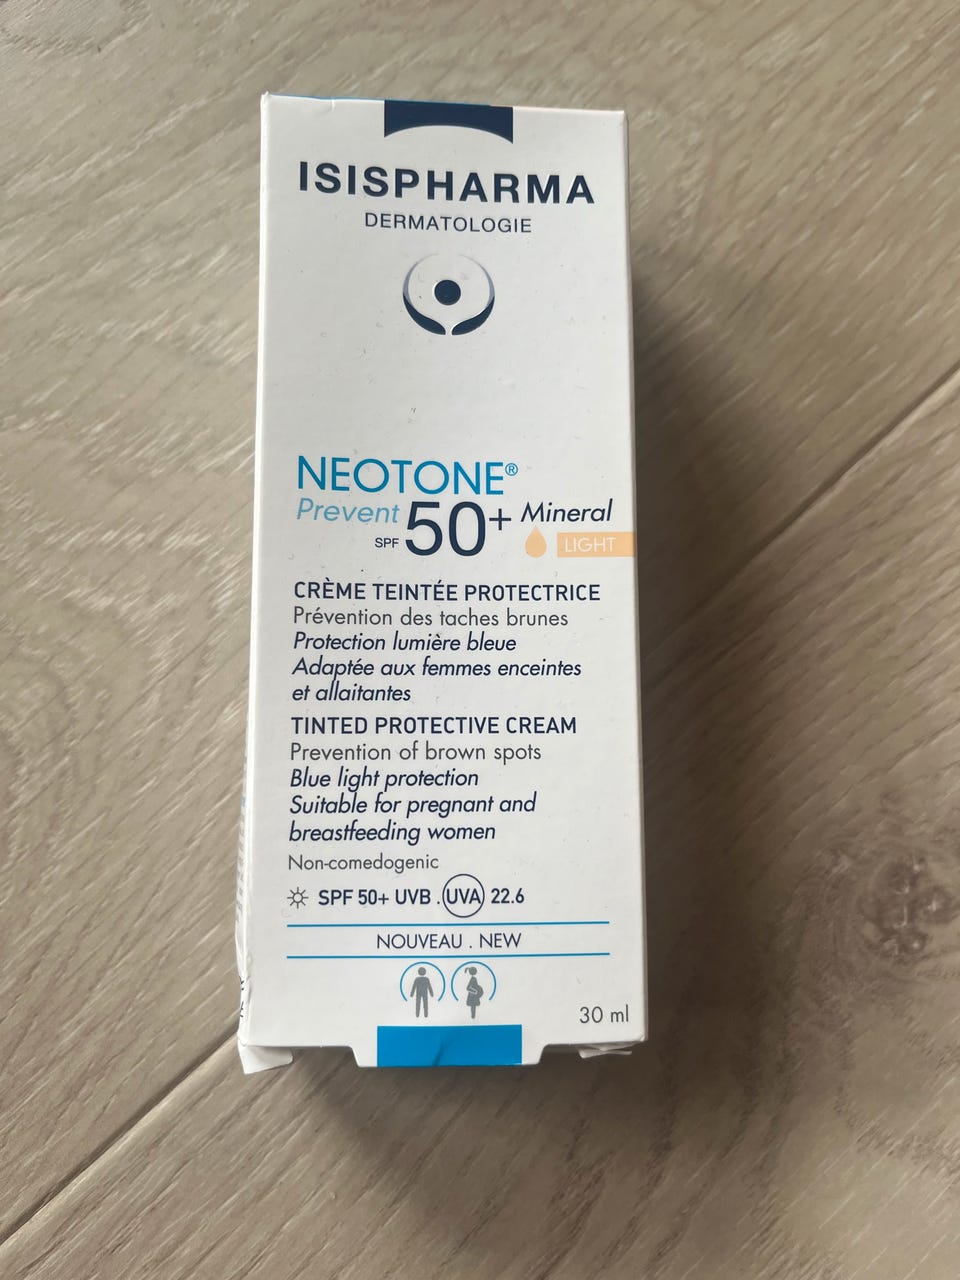 ISISPHARMA
DERMATOLOGIE
NEOTONE®
Prevent SPF 50+ Mineral
LIGHT
CRÈME TEINTÉE PROTECTRICE
Prévention des taches brunes
Protection lumière bleue
Adaptée aux femmes enceintes
et allaitantes
TINTED PROTECTIVE CREAM
Prevention of brown spots
Blue light protection
Suitable for pregnant and
breastfeeding women
Non-comedogenic
SPF 50+ UVB . UVA 22.6
NOUVEAU . NEW
30 ml